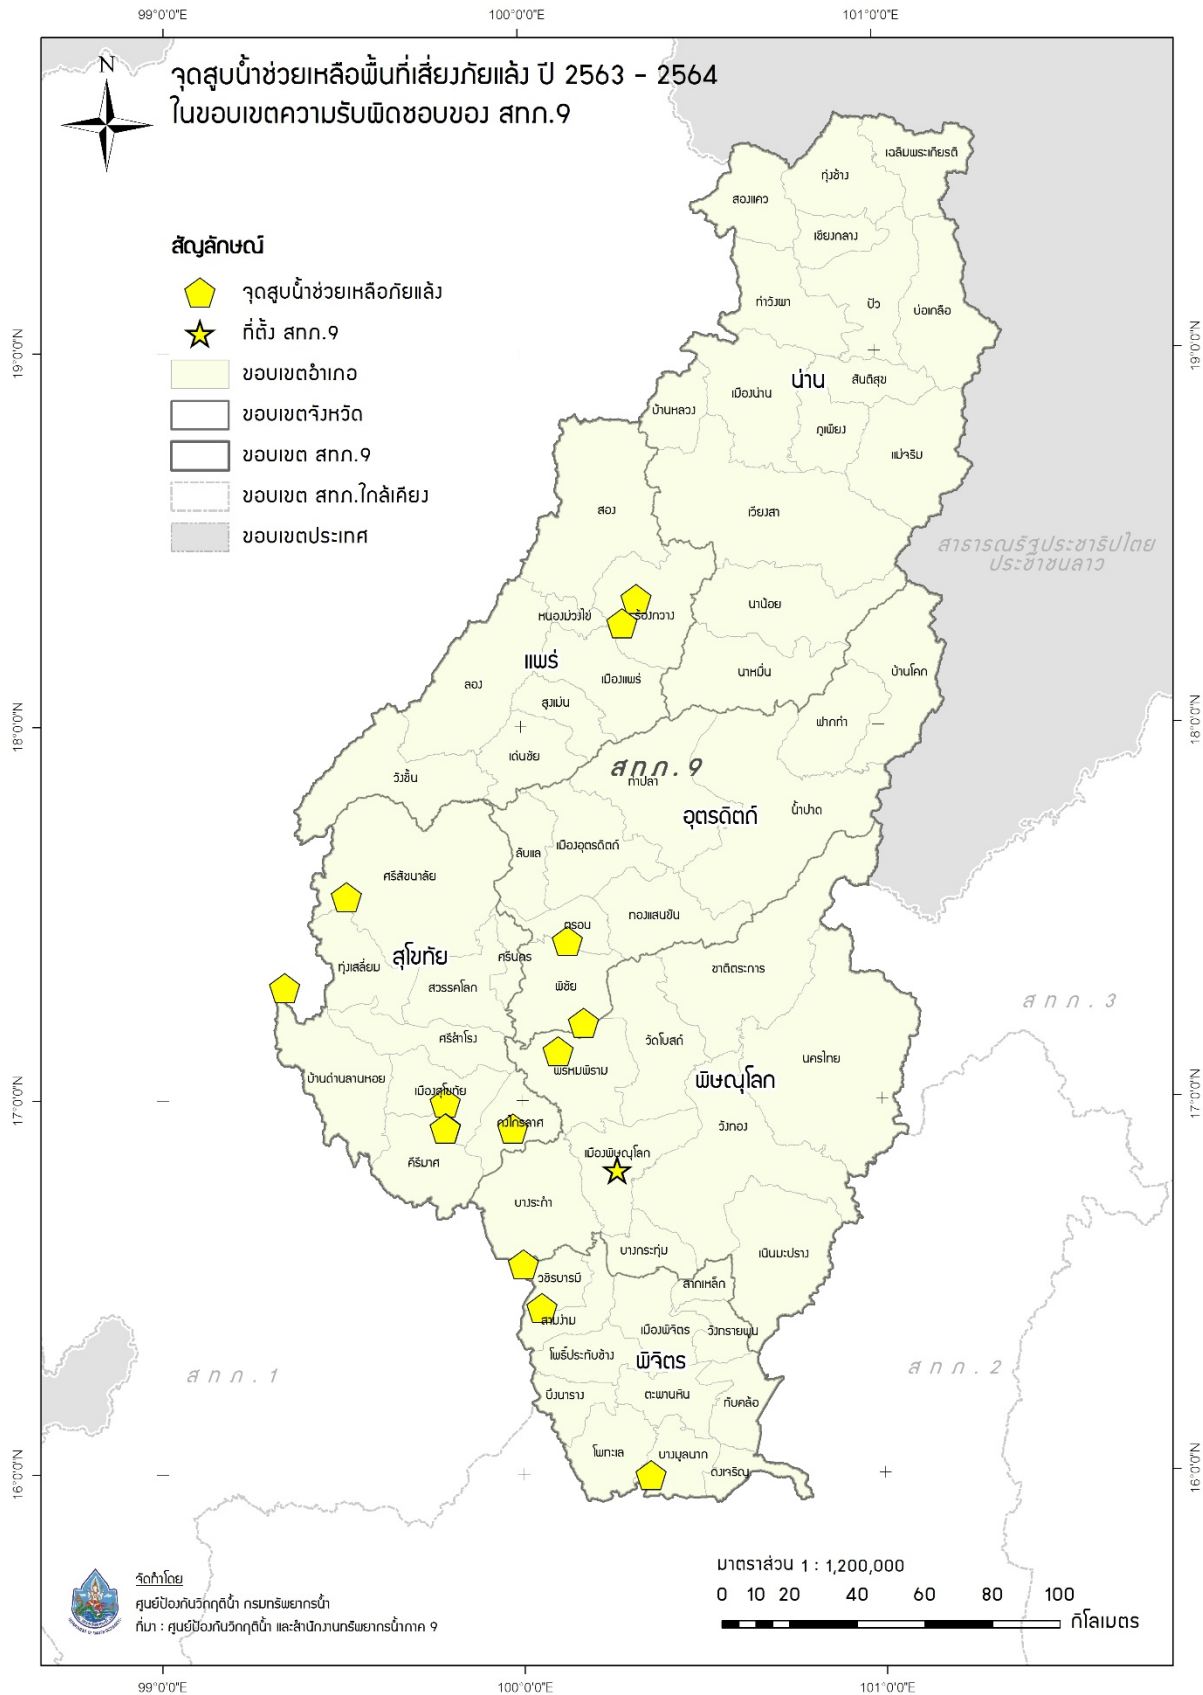 99°0'0"E
100°0'0"E
101°0'0"E
N
จุดสูบน้ำช่วยเหลือพื้นที่เสี่ยงภัยแล้ง ปี 2563 - 2564
ในขอบเขตความรับผิดชอบของ สทภ.9
สัญลักษณ์
จุดสูบน้ำช่วยเหลือภัยแล้ง
ที่ตั้ง สทภ.9
ขอบเขตอำเภอ
ขอบเขตจังหวัด
ขอบเขต สทภ.9
ขอบเขต สทภ.ใกล้เคียง
ขอบเขตประเทศ
เฉลิมพระเกียรติ
ทุ่งช้าง
สองแคว
เชียงกลาง
ท่าวังผา
ปัว
บ่อเกลือ
19°0'0"N
19°0'0"N
น่าน
สันติสุข
เมืองน่าน
บ้านหลวง
ภูเพียง
แม่จริม
สอง
เวียงสา
สาธารณรัฐประชาธิปไตย
ประชาชนลาว
นาน้อย
หนองม่วงไข่
ร้องกวาง
แพร่
นาหมื่น
บ้านโคก
ลอง
เมืองแพร่
สูงเม่น
ฟากท่า
18°0'0"N
18°0'0"N
เด่นชัย
วังชิ้น
สทภ.9
ท่าปลา
น้ำปาด
อุตรดิตถ์
ลับแล
เมืองอุตรดิตถ์
ศรีสัชนาลัย
ทองแสนขัน
ตรอน
สุโขทัย
ศรีนคร
ทุ่งเสลี่ยม
ชาติตระการ
สวรรคโลก
พิชัย
สทภ.3
ศรีสำโรง
วัดโบสถ์
นครไทย
พรหมพิราม
พิษณุโลก
บ้านด่านลานหอย
เมืองสุโขทัย
17°0'0"N
17°0'0"N
กงไกรลาศ
วังทอง
คีรีมาศ
เมืองพิษณุโลก
บางระกำ
บางกระทุ่ม
เนินมะปราง
วชิรบารมี
สากเหล็ก
สามง่าม
เมืองพิจิตร
วังทรายพูน
โพธิ์ประทับช้าง
พิจิตร
สทภ.1
สทภ.2
บึงนาราง
ตะพานหิน
ทับคล้อ
โพทะเล
บางมูลนาก
ดงเจริญ
16°0'0"N
16°0'0"N
มาตราส่วน 1 : 1,200,000
0 10 20 40 60 80 100
กิโลเมตร
จัดทำโดย
ศูนย์ป้องกันวิกฤติน้ำ กรมทรัพยากรน้ำ
ที่มา : ศูนย์ป้องกันวิกฤติน้ำ และสำนักงานทรัพยากรน้ำภาค 9
99°0'0"E
100°0'0"E
101°0'0"E